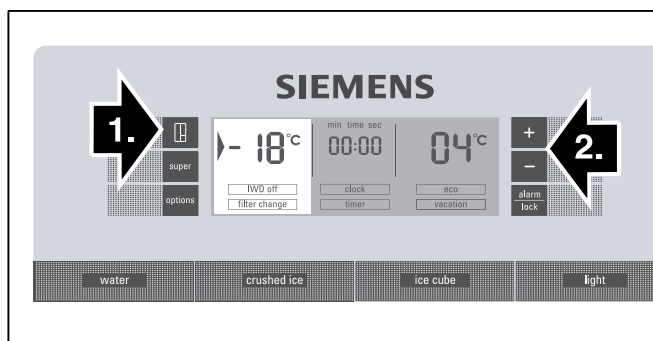 SIEMENS
1.
super
options
min time sec
- 18°C
00:00
04°C
IWD off
clock
eco
filter change
timer
vacation
+
-
alarm
lock
2.
water
crushed ice
ice cube
light